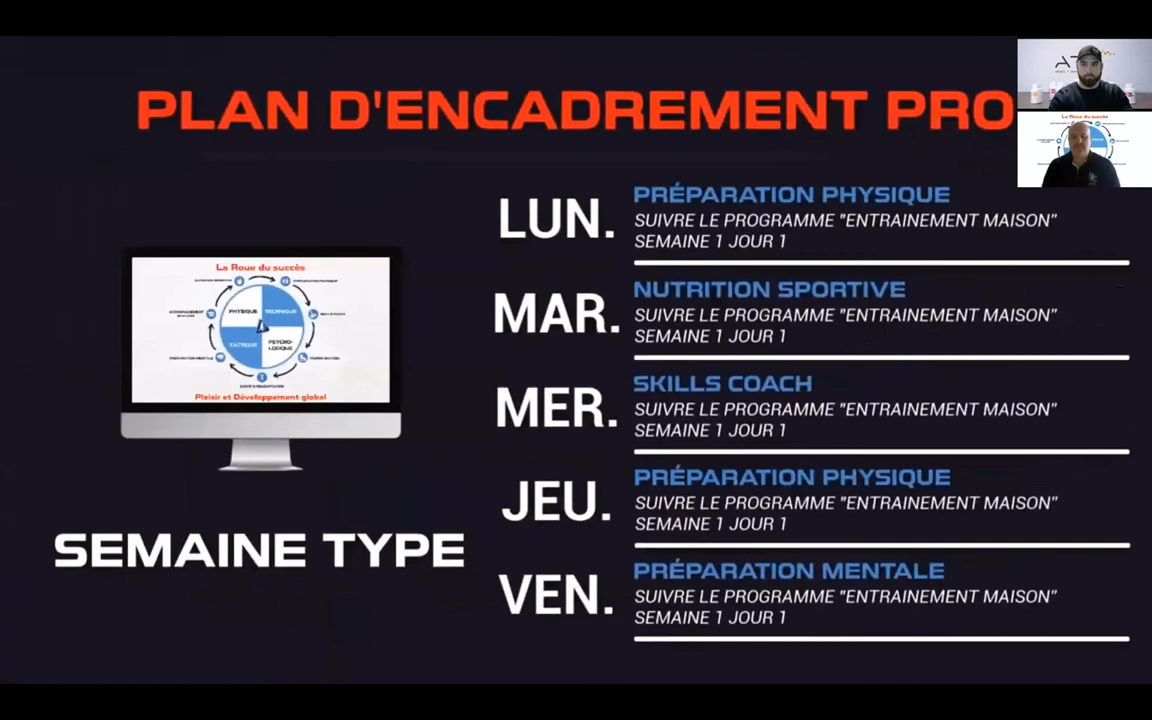 PLAN D'ENCADREMENT PRO
LUN.
PRÉPARATION PHYSIQUE
SUIVRE LE PROGRAMME "ENTRAINEMENT MAISON"
SEMAINE 1 JOUR 1
MAR.
NUTRITION SPORTIVE
SUIVRE LE PROGRAMME "ENTRAINEMENT MAISON"
SEMAINE 1 JOUR 1
MER.
SKILLS COACH
SUIVRE LE PROGRAMME "ENTRAINEMENT MAISON"
SEMAINE 1 JOUR 1
JEU.
PRÉPARATION PHYSIQUE
SUIVRE LE PROGRAMME "ENTRAINEMENT MAISON"
SEMAINE 1 JOUR 1
VEN.
PRÉPARATION MENTALE
SUIVRE LE PROGRAMME "ENTRAINEMENT MAISON"
SEMAINE 1 JOUR 1
La Roue du succès
PHYSIQUE
TECHNIQUE
TACTIQUE
PSYCHO-
LOGIQUE
Plaisir et Développement global
SEMAINE TYPE
La Roue du succès